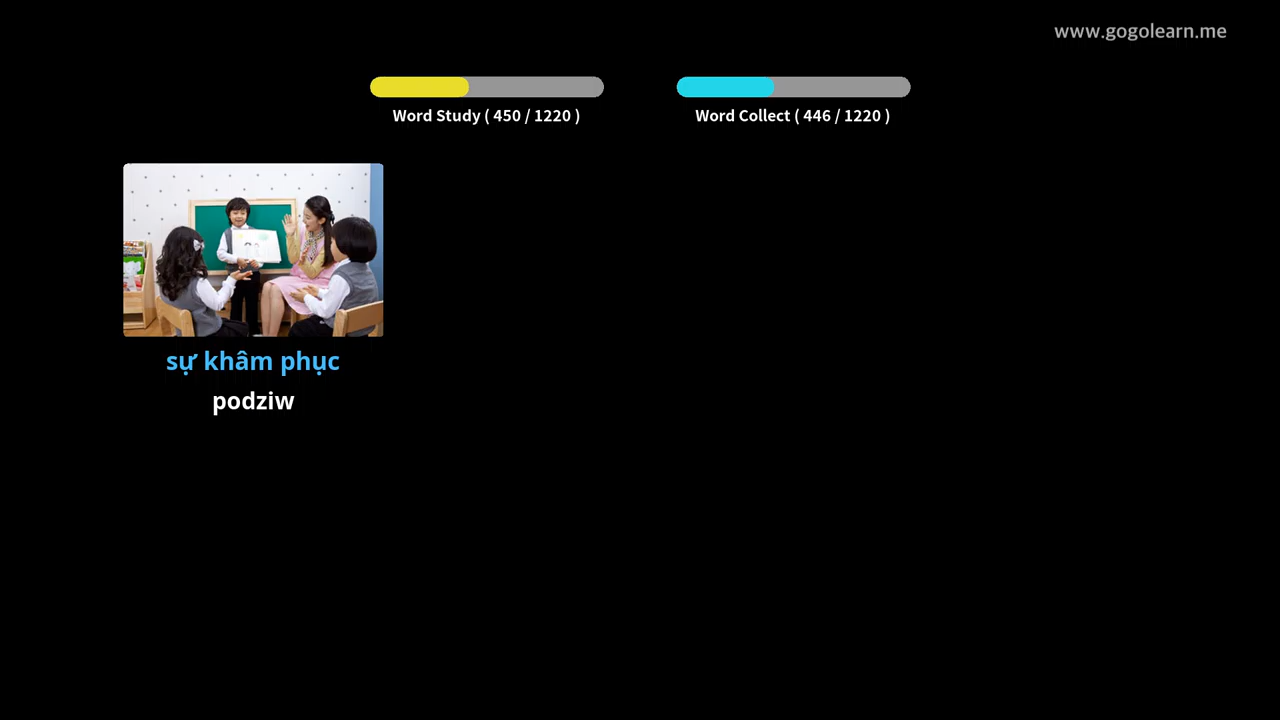 www.gogolearn.me
Word Study ( 450 / 1220 )
Word Collect ( 446 / 1220 )
sự khâm phục
podziw